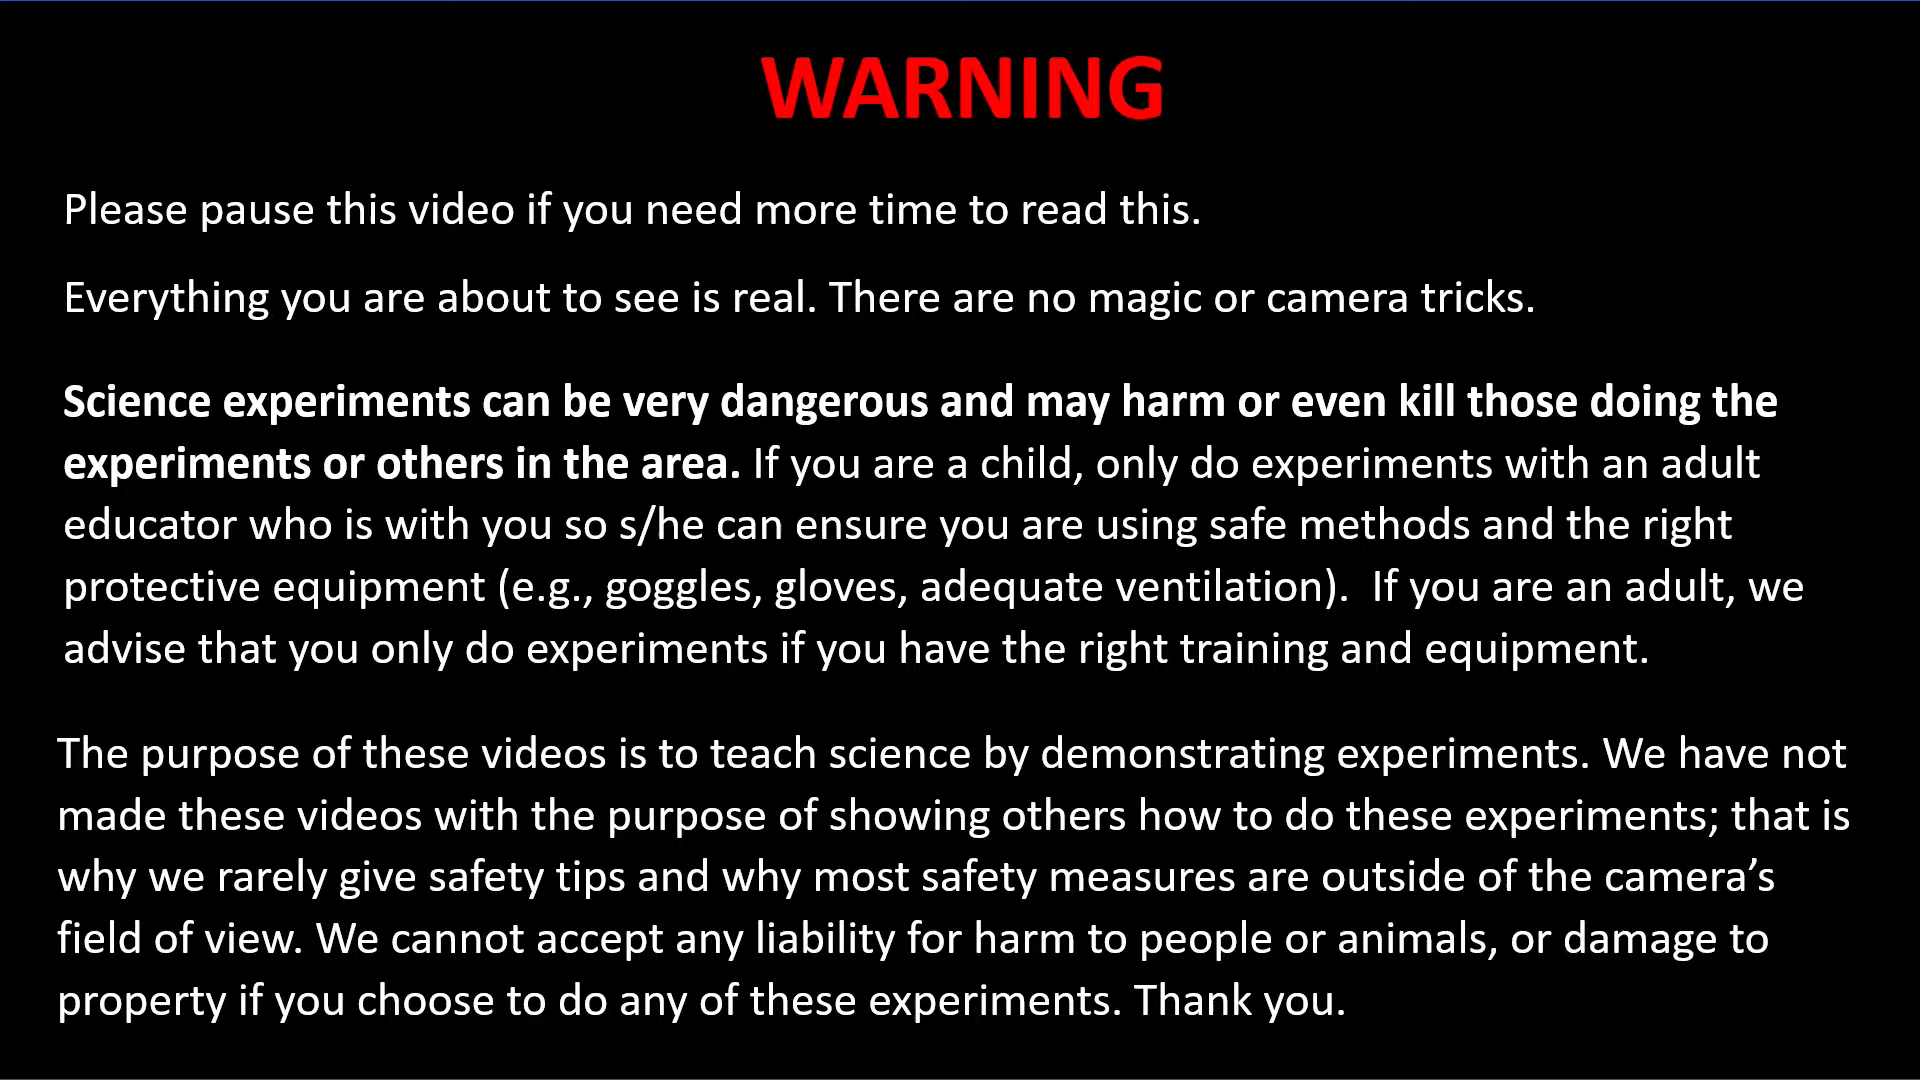 WARNING
Please pause this video if you need more time to read this.
Everything you are about to see is real. There are no magic or camera tricks.
Science experiments can be very dangerous and may harm or even kill those doing the
experiments or others in the area. If you are a child, only do experiments with an adult
educator who is with you so s/he can ensure you are using safe methods and the right
protective equipment (e.g., goggles, gloves, adequate ventilation).  If you are an adult, we
advise that you only do experiments if you have the right training and equipment.
The purpose of these videos is to teach science by demonstrating experiments. We have not
made these videos with the purpose of showing others how to do these experiments; that is
why we rarely give safety tips and why most safety measures are outside of the camera’s
field of view. We cannot accept any liability for harm to people or animals, or damage to
property if you choose to do any of these experiments. Thank you.